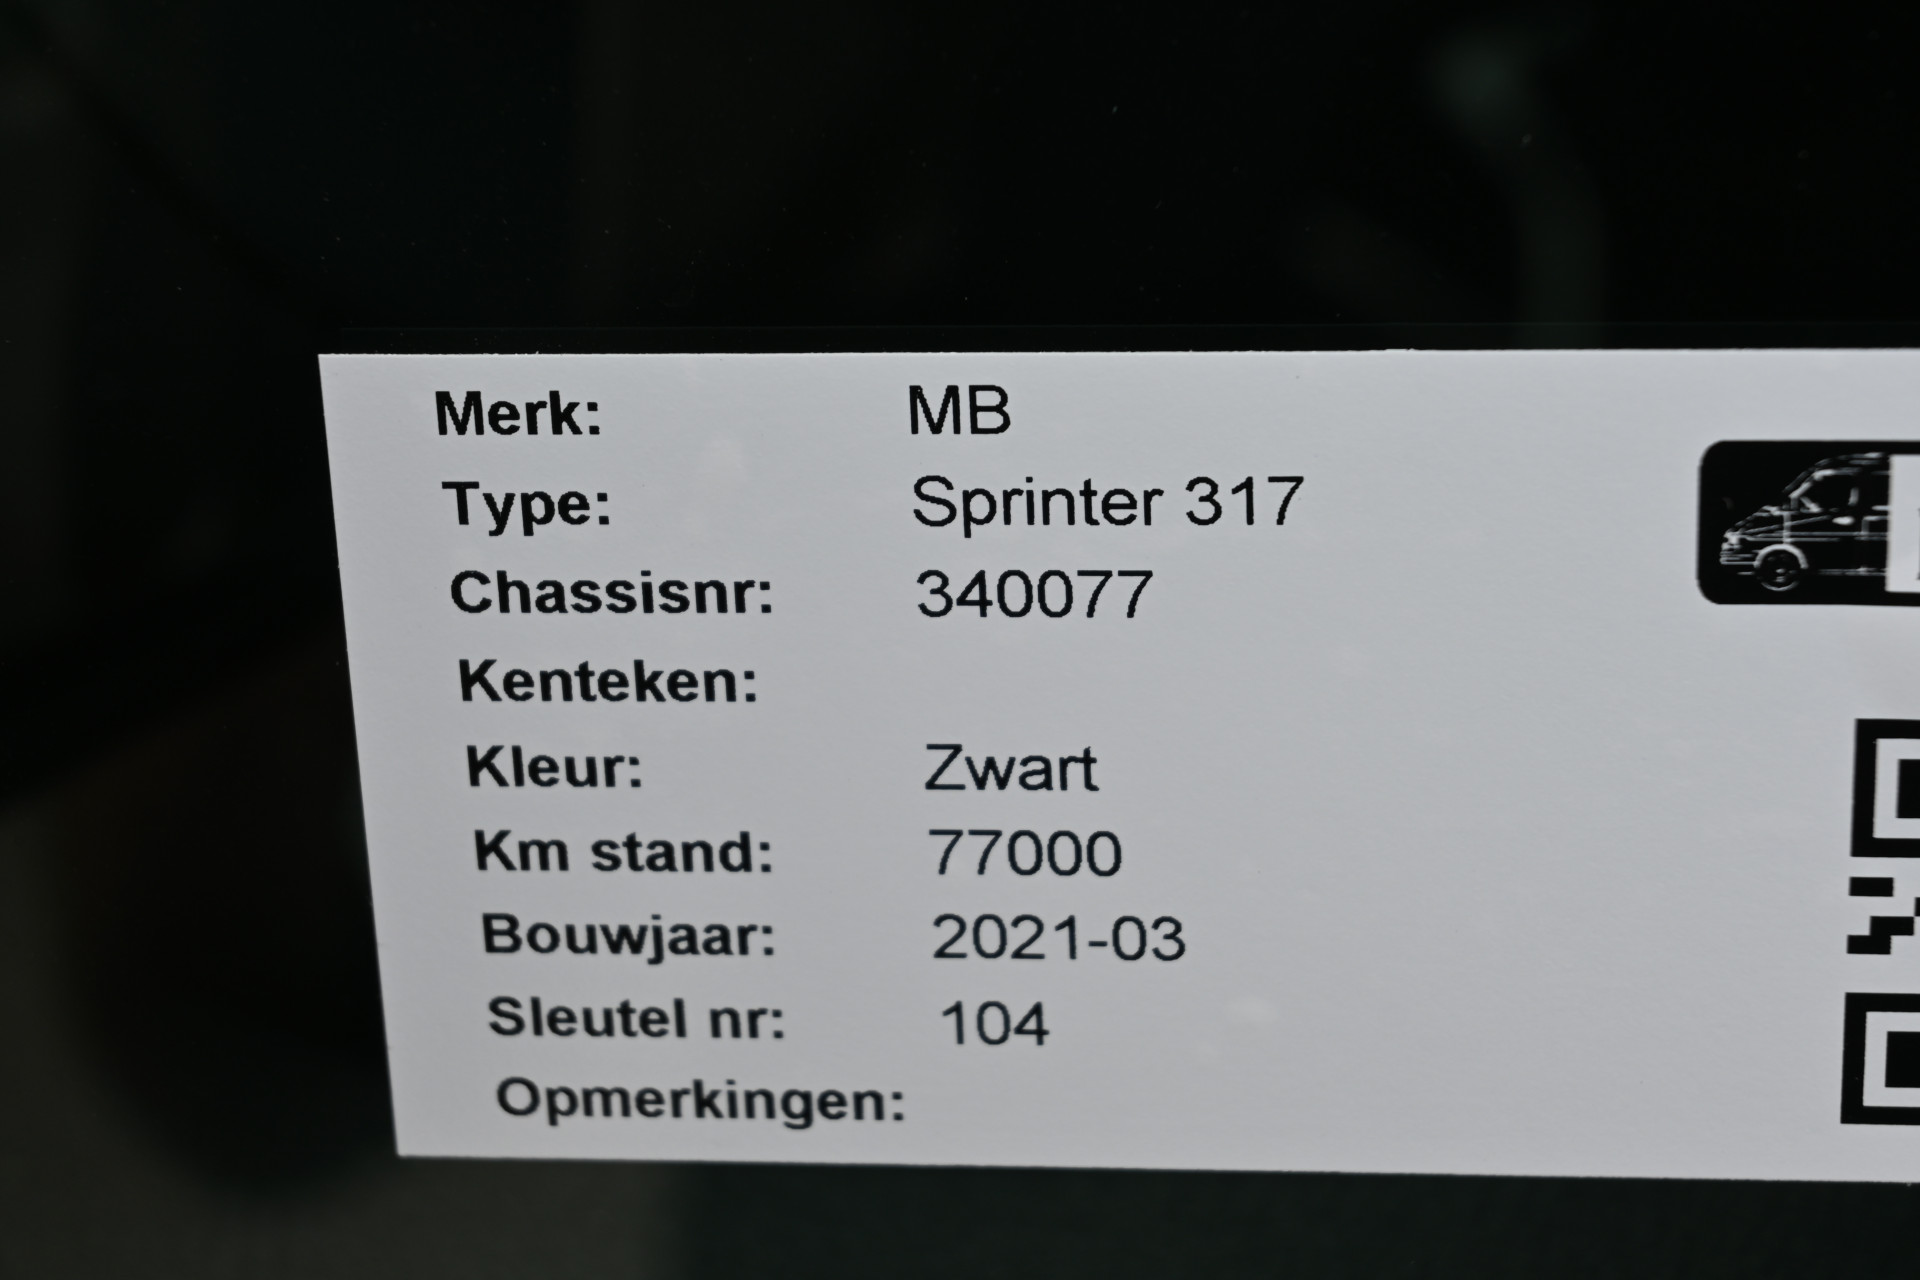 Merk: MB
Type: Sprinter 317
Chassisnr: 340077
Kenteken:
Kleur: Zwart
Km stand: 77000
Bouwjaar: 2021-03
Sleutel nr: 104
Opmerkingen: